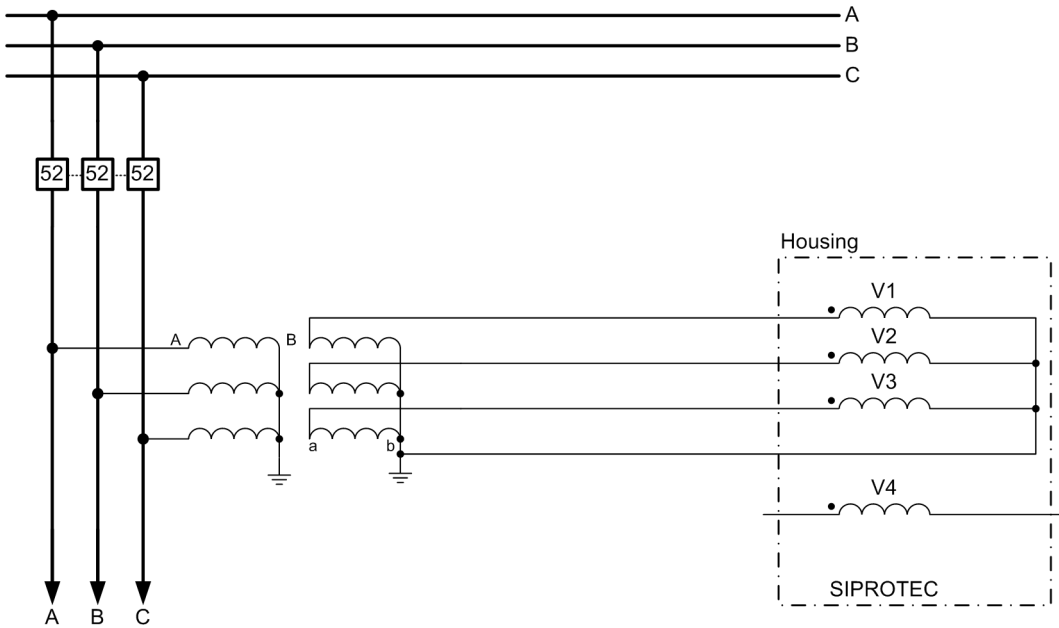 A
B
C
52 52 52
Housing
V1
A B
V2
V3
a b
V4
SIPROTEC
A B C